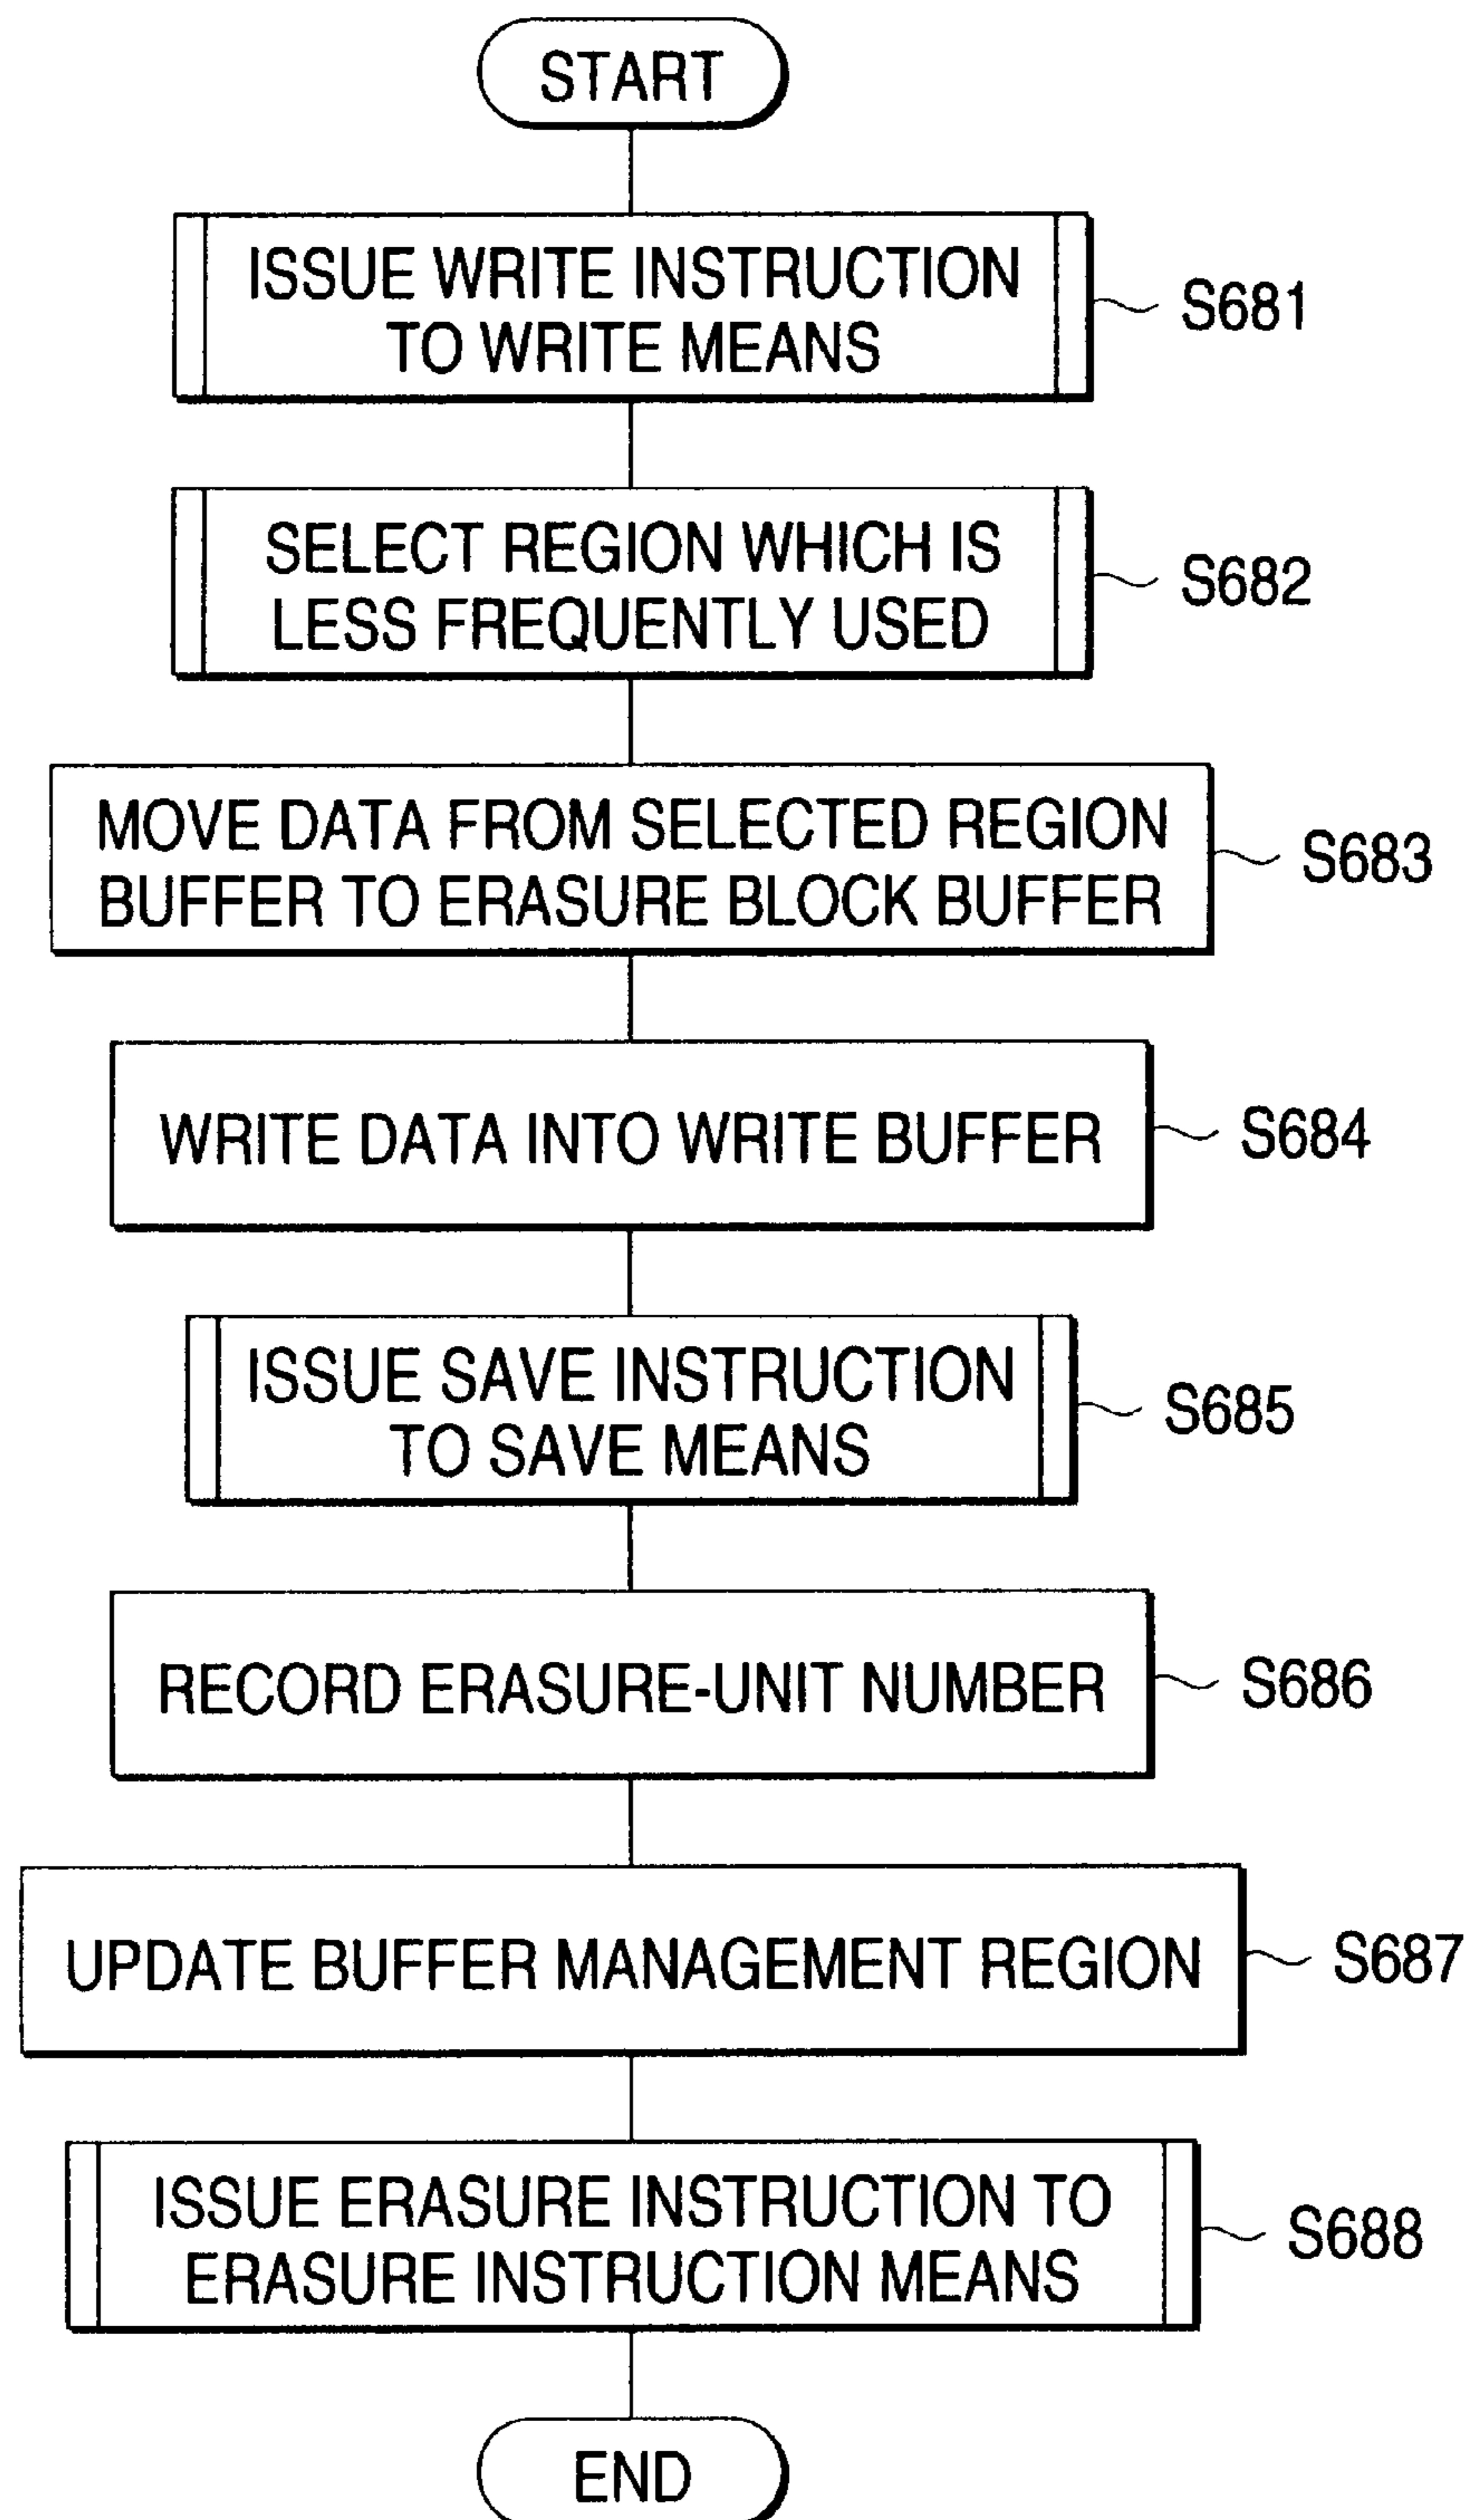 START
ISSUE WRITE INSTRUCTION
TO WRITE MEANS
S681
SELECT REGION WHICH IS
LESS FREQUENTLY USED
S682
MOVE DATA FROM SELECTED REGION
BUFFER TO ERASURE BLOCK BUFFER
S683
WRITE DATA INTO WRITE BUFFER
S684
ISSUE SAVE INSTRUCTION
TO SAVE MEANS
S685
RECORD ERASURE-UNIT NUMBER
S686
UPDATE BUFFER MANAGEMENT REGION
S687
ISSUE ERASURE INSTRUCTION TO
ERASURE INSTRUCTION MEANS
S688
END